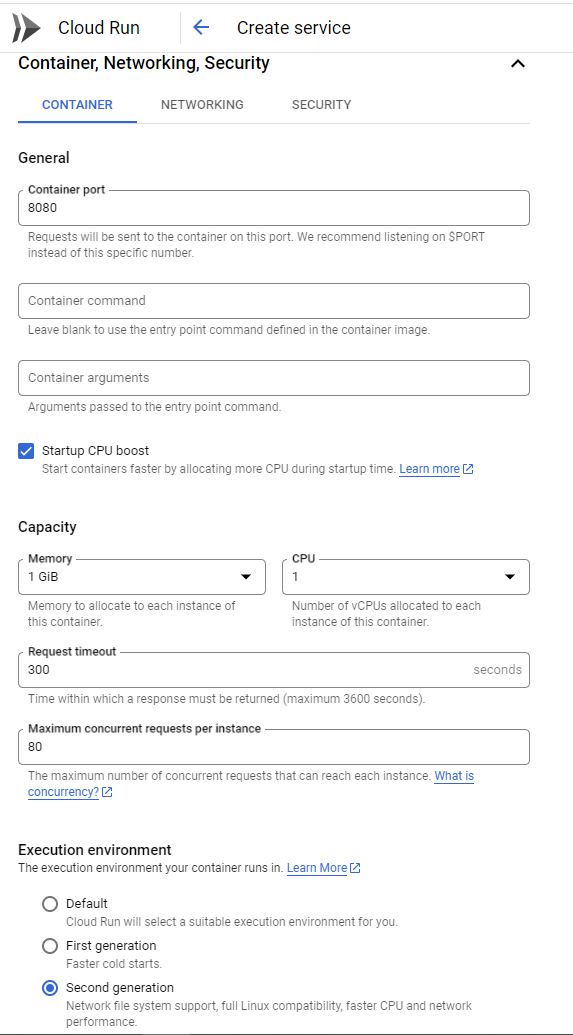 Cloud Run
Create service
Container, Networking, Security
CONTAINER
NETWORKING
SECURITY
General
Container port
8080
Requests will be sent to the container on this port. We recommend listening on $PORT
instead of this specific number.
Container command
Leave blank to use the entry point command defined in the container image.
Container arguments
Arguments passed to the entry point command.
Startup CPU boost
Start containers faster by allocating more CPU during startup time. Learn more
Capacity
Memory
1 GiB
Memory to allocate to each instance of
this container.
CPU
1
Number of vCPUs allocated to each
instance of this container.
Request timeout
300
seconds
Time within which a response must be returned (maximum 3600 seconds).
Maximum concurrent requests per instance
80
The maximum number of concurrent requests that can reach each instance. What is
concurrency?
Execution environment
The execution environment your container runs in. Learn More
Default
Cloud Run will select a suitable execution environment for you.
First generation
Faster cold starts.
Second generation
Network file system support, full Linux compatibility, faster CPU and network
performance.